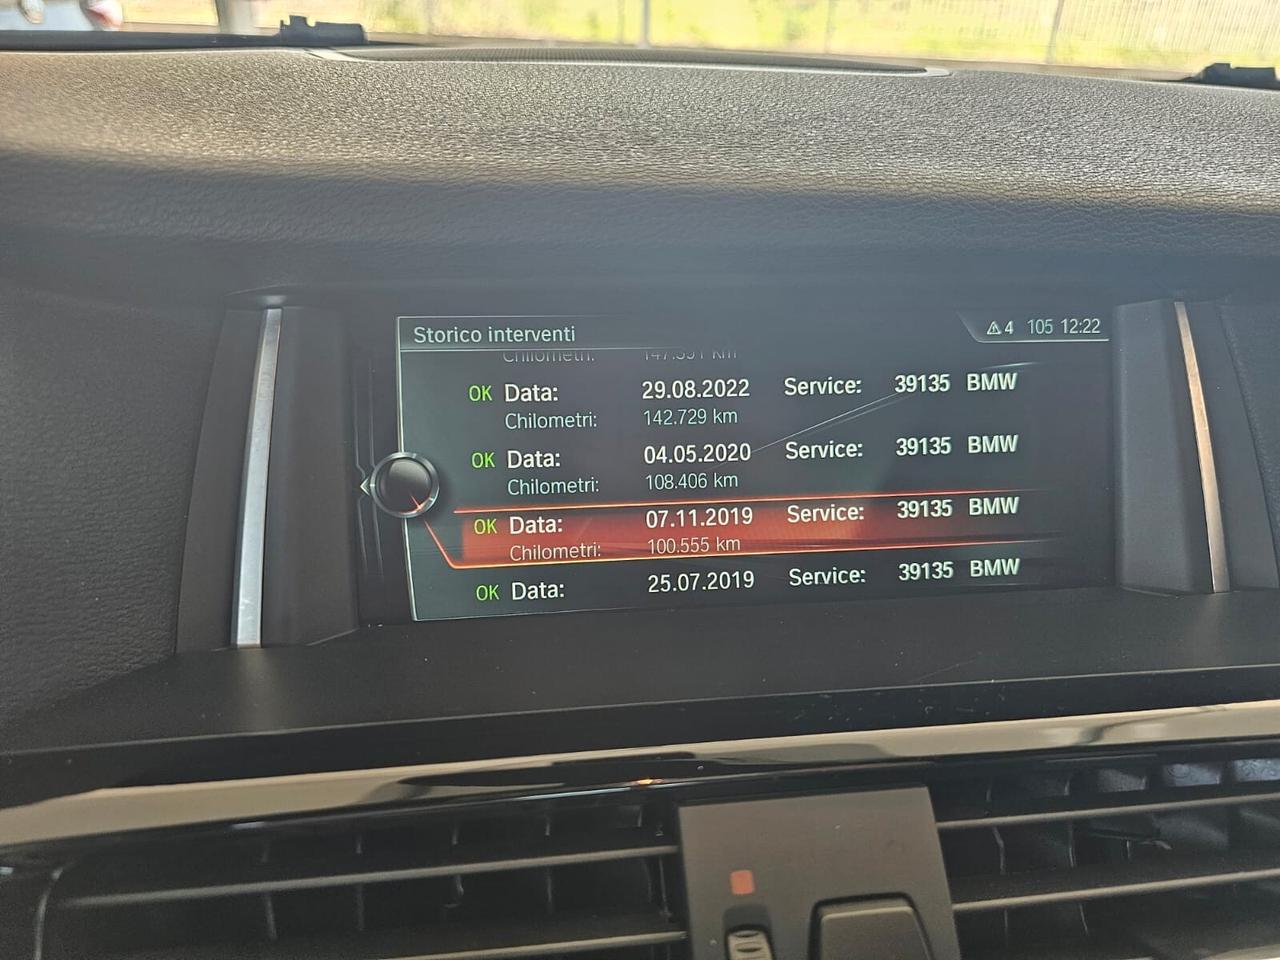 Storico interventi
4 105 12:22
Chilometri: km
OK Data: 29.08.2022 Service: 39135 BMW
Chilometri: 142.729 km
OK Data: 04.05.2020 Service: 39135 BMW
Chilometri: 108.406 km
OK Data: 07.11.2019 Service: 39135 BMW
Chilometri: 100.555 km
OK Data: 25.07.2019 Service: 39135 BMW